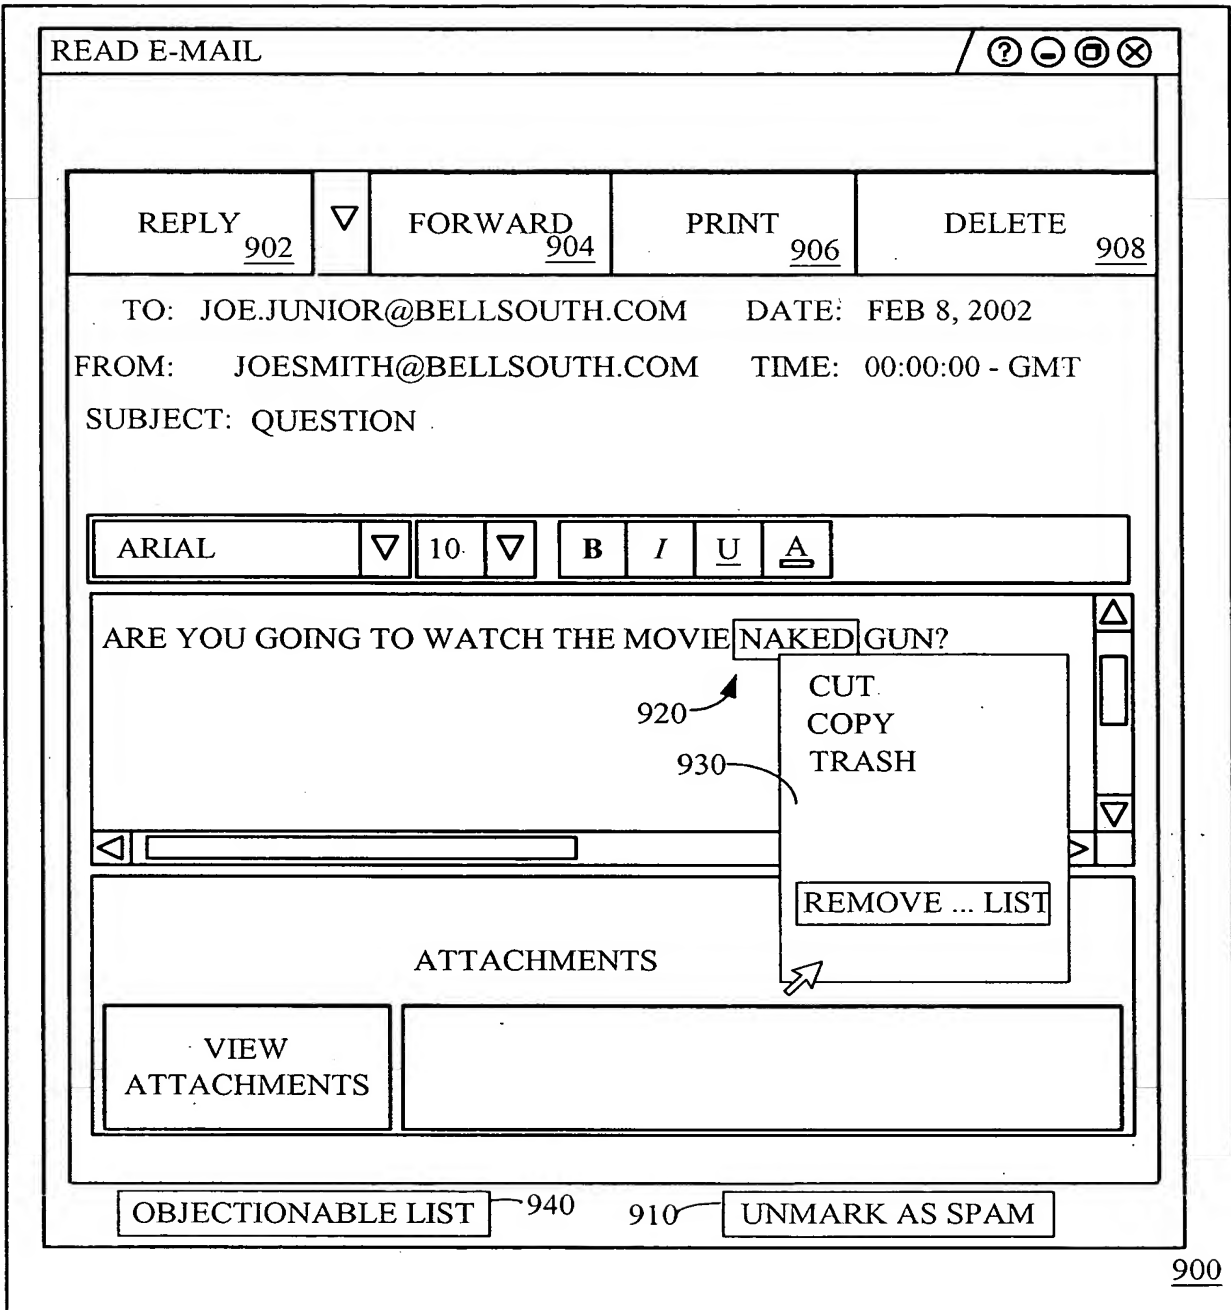 READ E-MAIL
REPLY 902 FORWARD 904 PRINT 906 DELETE 908
TO: JOE.JUNIOR@BELLSOUTH.COM DATE: FEB 8, 2002
FROM: JOESMITH@BELLSOUTH.COM TIME: 00:00:00 - GMT
SUBJECT: QUESTION
ARIAL 10 B I U A
ARE YOU GOING TO WATCH THE MOVIE NAKED GUN?
920
CUT
COPY
930
TRASH
REMOVE ... LIST
ATTACHMENTS
VIEW
ATTACHMENTS
OBJECTIONABLE LIST 940 910 UNMARK AS SPAM
900